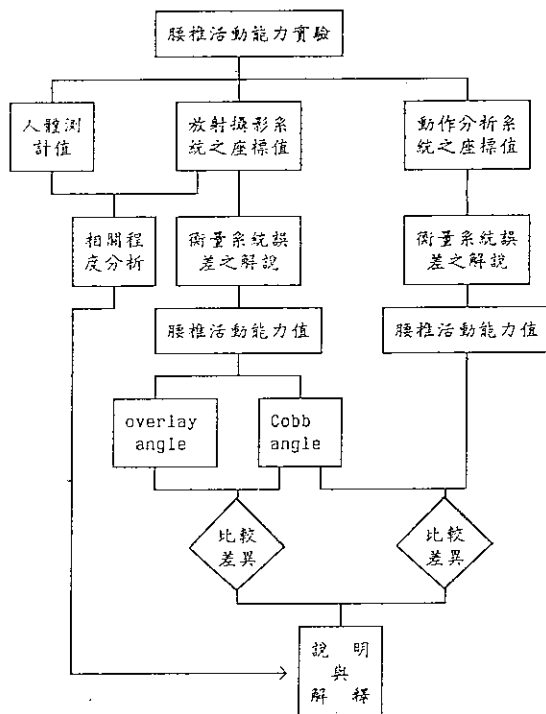 腰椎活動能力實驗
人體測
計值
放射攝影系
統之座標值
動作分析系
統之座標值
相關程
度分析
衡量系統誤
差之解說
衡量系統誤
差之解說
腰椎活動能力值
腰椎活動能力值
overlay
angle
Cobb
angle
比較
差異
比較
差異
說 明
與
解 釋